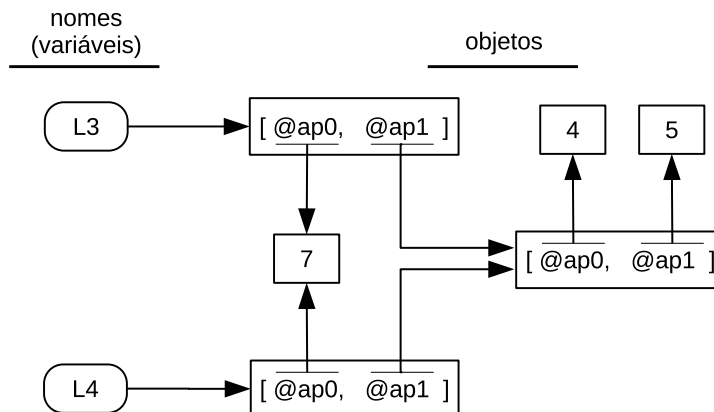 nomes
(variáveis)
objetos
L3
[ @ap0, @ap1 ]
4
5
7
[ @ap0, @ap1 ]
L4
[ @ap0, @ap1 ]